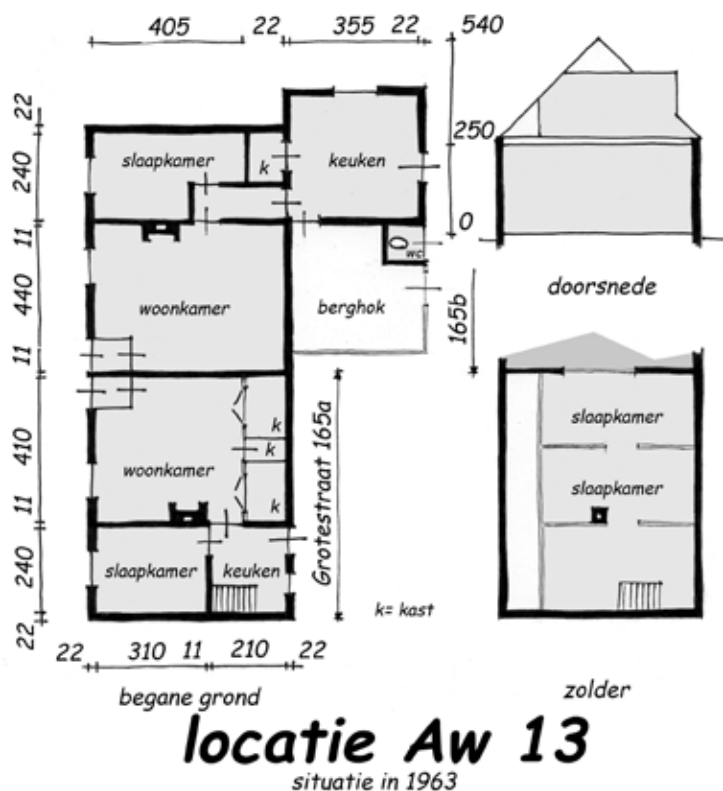 405 22 355 22 540
22
240
11
440
11
410
11
240
22
slaapkamer
k
keuken
250
0
wc
woonkamer
berghok
165b
doorsnede
woonkamer
k
k
k
Grotestraat 165a
slaapkamer
keuken
k= kast
slaapkamer
slaapkamer
22 310 11 210 22
begane grond
zolder
locatie Aw 13
situatie in 1963